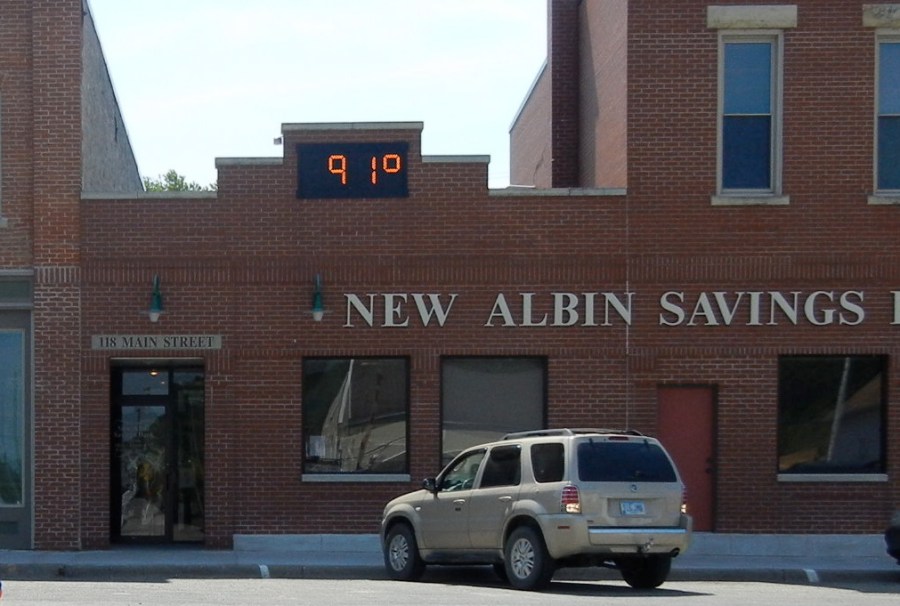 91°
NEW ALBIN SAVINGS
118 MAIN STREET